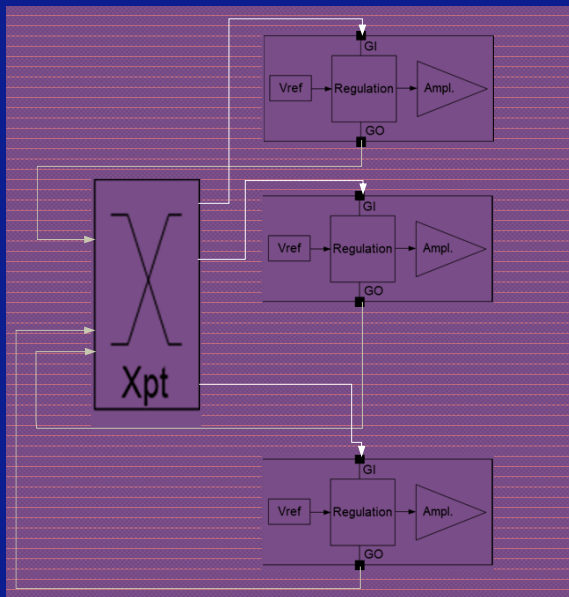 GI
Vref
Regulation
Ampl.
GO
GI
Vref
Regulation
Ampl.
GO
Xpt
GI
Vref
Regulation
Ampl.
GO